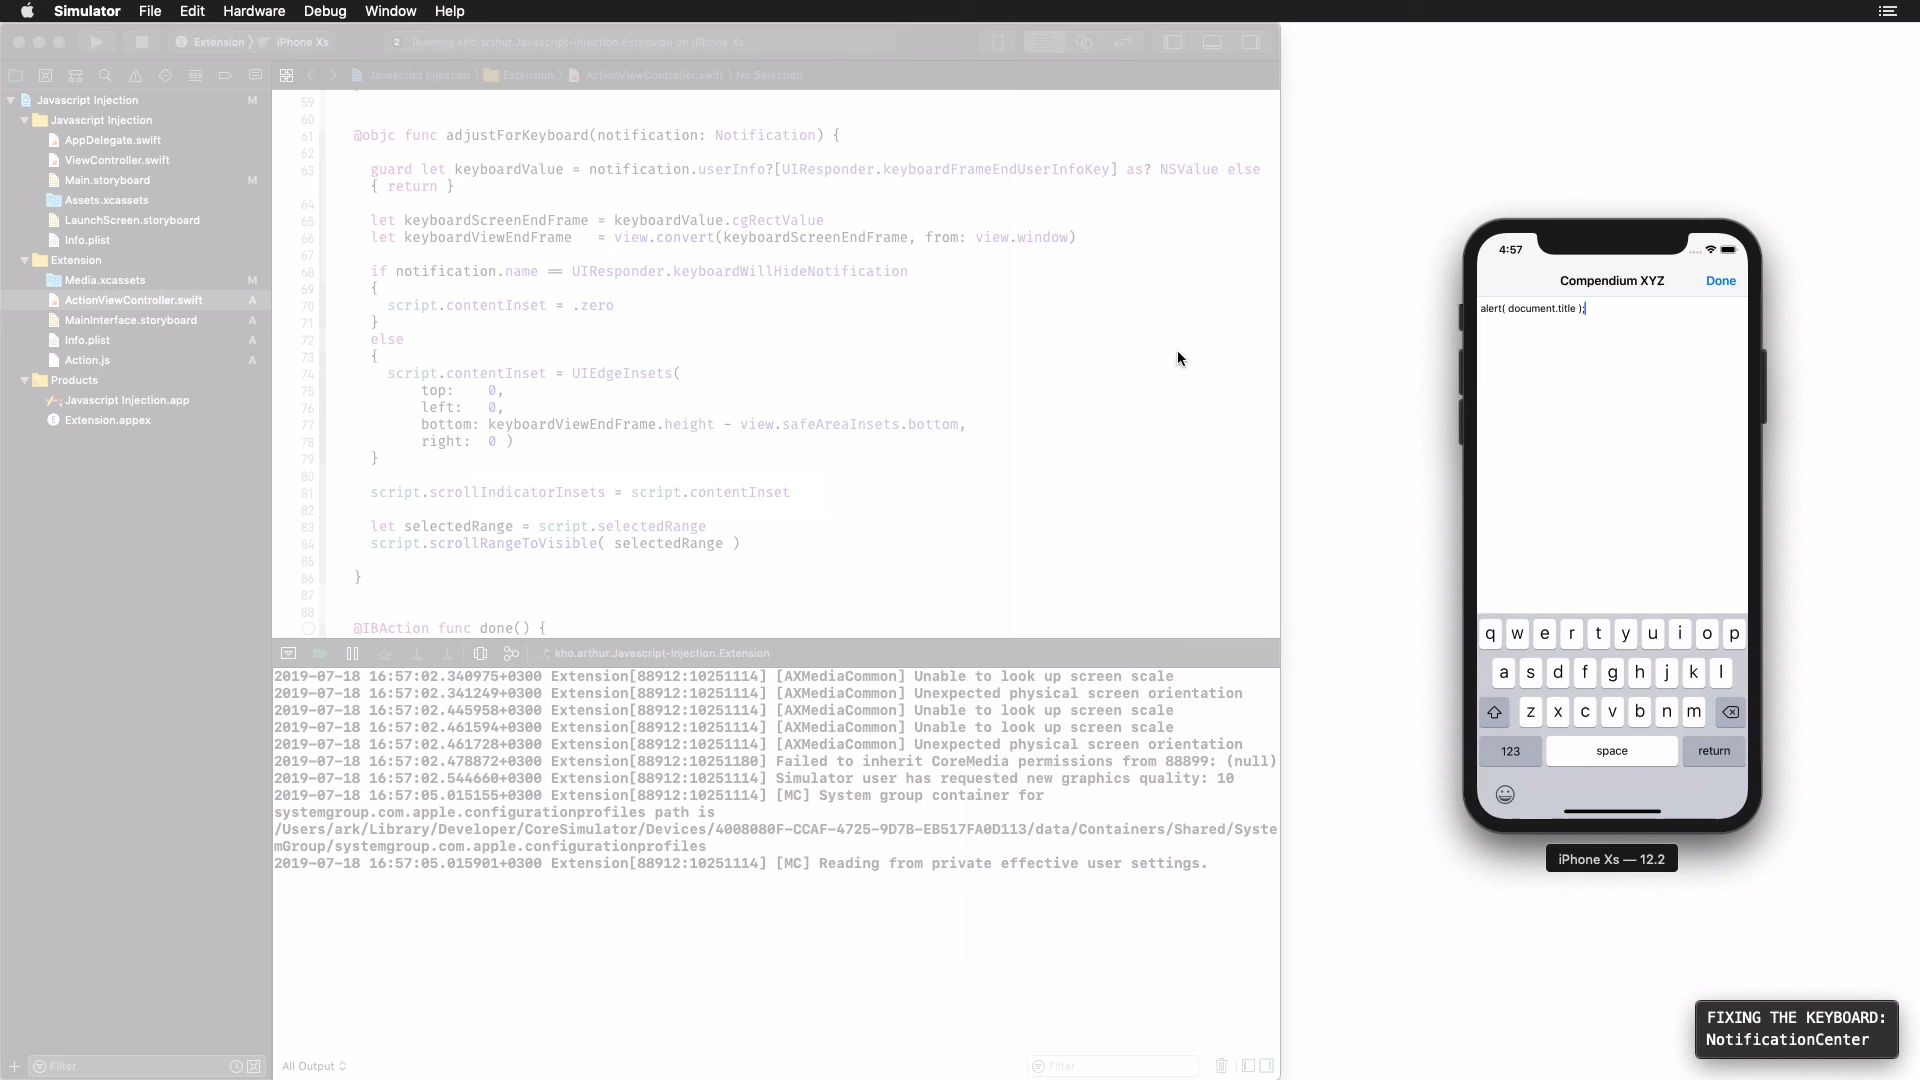 Simulator File Edit Hardware Debug Window Help
Extension iPhone Xs 2 Running kho.arthur.Javascript-Injection.Extension on iPhone Xs
Javascript Injection Extension ActionViewController.swift No Selection
Javascript Injection M
Javascript Injection
AppDelegate.swift
ViewController.swift
Main.storyboard M
Assets.xcassets
LaunchScreen.storyboard
Info.plist
Extension
Media.xcassets M
ActionViewController.swift A
MainInterface.storyboard A
Info.plist A
Action.js A
Products
Javascript Injection.app
Extension.appex
Filter
59
60
61 @objc func adjustForKeyboard(notification: Notification) {
62
63 guard let keyboardValue = notification.userInfo?[UIResponder.keyboardFrameEndUserInfoKey] as? NSValue else
{ return }
64
65 let keyboardScreenEndFrame = keyboardValue.cgRectValue
66 let keyboardViewEndFrame = view.convert(keyboardScreenEndFrame, from: view.window)
67
68 if notification.name == UIResponder.keyboardWillHideNotification
69 {
70 script.contentInset = .zero
71 }
72 else
73 {
74 script.contentInset = UIEdgeInsets(
75 top: 0,
76 left: 0,
77 bottom: keyboardViewEndFrame.height - view.safeAreaInsets.bottom,
78 right: 0 )
79 }
80
81 script.scrollIndicatorInsets = script.contentInset
82
83 let selectedRange = script.selectedRange
84 script.scrollRangeToVisible( selectedRange )
85
86 }
87
88
@IBAction func done() {
kho.arthur.Javascript-Injection.Extension
2019-07-18 16:57:02.340975+0300 Extension[88912:10251114] [AXMediaCommon] Unable to look up screen scale
2019-07-18 16:57:02.341249+0300 Extension[88912:10251114] [AXMediaCommon] Unexpected physical screen orientation
2019-07-18 16:57:02.445958+0300 Extension[88912:10251114] [AXMediaCommon] Unable to look up screen scale
2019-07-18 16:57:02.461594+0300 Extension[88912:10251114] [AXMediaCommon] Unable to look up screen scale
2019-07-18 16:57:02.461728+0300 Extension[88912:10251114] [AXMediaCommon] Unexpected physical screen orientation
2019-07-18 16:57:02.478872+0300 Extension[88912:10251180] Failed to inherit CoreMedia permissions from 88899: (null)
2019-07-18 16:57:02.544660+0300 Extension[88912:10251114] Simulator user has requested new graphics quality: 10
2019-07-18 16:57:05.015155+0300 Extension[88912:10251114] [MC] System group container for
systemgroup.com.apple.configurationprofiles path is
/Users/ark/Library/Developer/CoreSimulator/Devices/4008080F-CCAF-4725-9D7B-EB517FA0D113/data/Containers/Shared/Syste
mGroup/systemgroup.com.apple.configurationprofiles
2019-07-18 16:57:05.015901+0300 Extension[88912:10251114] [MC] Reading from private effective user settings.
All Output Filter
4:57
Compendium XYZ Done
alert( document.title );
q w e r t y u i o p
a s d f g h j k l
z x c v b n m
123 space return
iPhone Xs — 12.2
FIXING THE KEYBOARD:
NotificationCenter